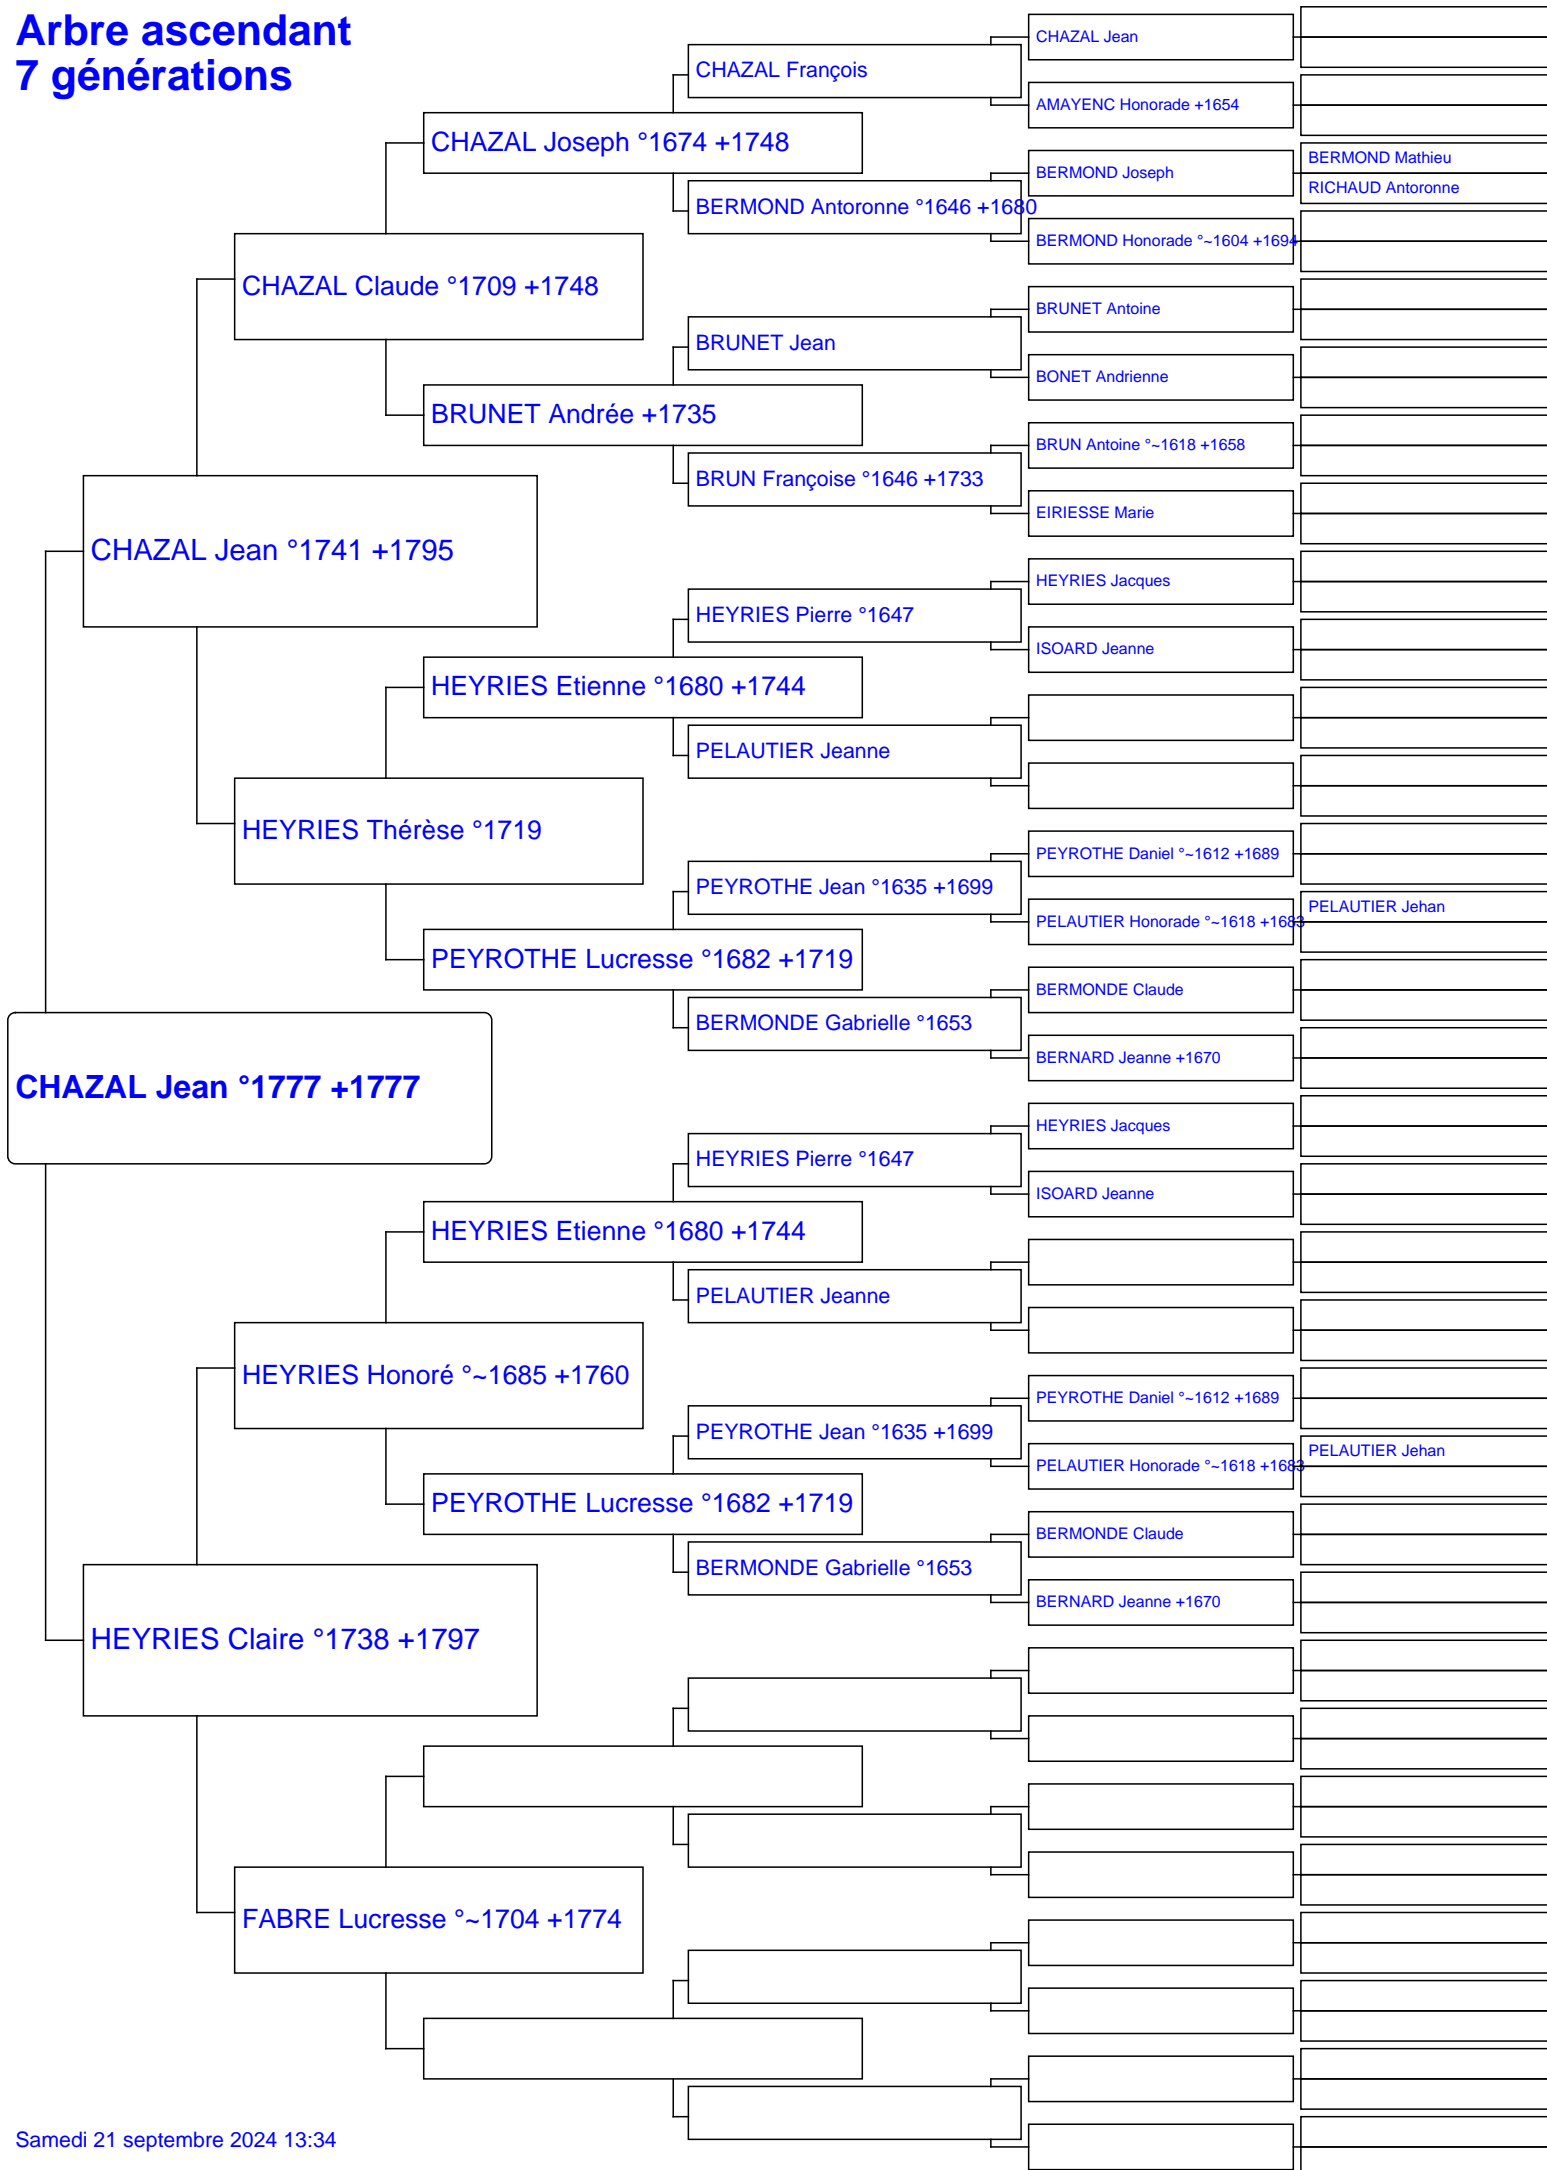 Arbre ascendant
7 générations
CHAZAL Jean
CHAZAL François
AMAYENC Honorade +1654
CHAZAL Joseph °1674 +1748
BERMOND Mathieu
BERMOND Joseph
RICHAUD Antoronne
BERMOND Antoronne °1646 +1680
BERMOND Honorade °~1604 +1694
CHAZAL Claude °1709 +1748
BRUNET Antoine
BRUNET Jean
BONET Andrienne
BRUNET Andrée +1735
BRUN Antoine °~1618 +1658
BRUN Françoise °1646 +1733
EIRIESSE Marie
CHAZAL Jean °1741 +1795
HEYRIES Jacques
HEYRIES Pierre °1647
ISOARD Jeanne
HEYRIES Etienne °1680 +1744
PELAUTIER Jeanne
HEYRIES Thérèse °1719
PEYROTHE Daniel °~1612 +1689
PEYROTHE Jean °1635 +1699
PELAUTIER Jehan
PELAUTIER Honorade °~1618 +1683
PEYROTHE Lucresse °1682 +1719
BERMONDE Claude
BERMONDE Gabrielle °1653
BERNARD Jeanne +1670
CHAZAL Jean °1777 +1777
HEYRIES Jacques
HEYRIES Pierre °1647
ISOARD Jeanne
HEYRIES Etienne °1680 +1744
PELAUTIER Jeanne
HEYRIES Honoré °~1685 +1760
PEYROTHE Daniel °~1612 +1689
PEYROTHE Jean °1635 +1699
PELAUTIER Jehan
PELAUTIER Honorade °~1618 +1683
PEYROTHE Lucresse °1682 +1719
BERMONDE Claude
BERMONDE Gabrielle °1653
BERNARD Jeanne +1670
HEYRIES Claire °1738 +1797
FABRE Lucresse °~1704 +1774
Samedi 21 septembre 2024 13:34